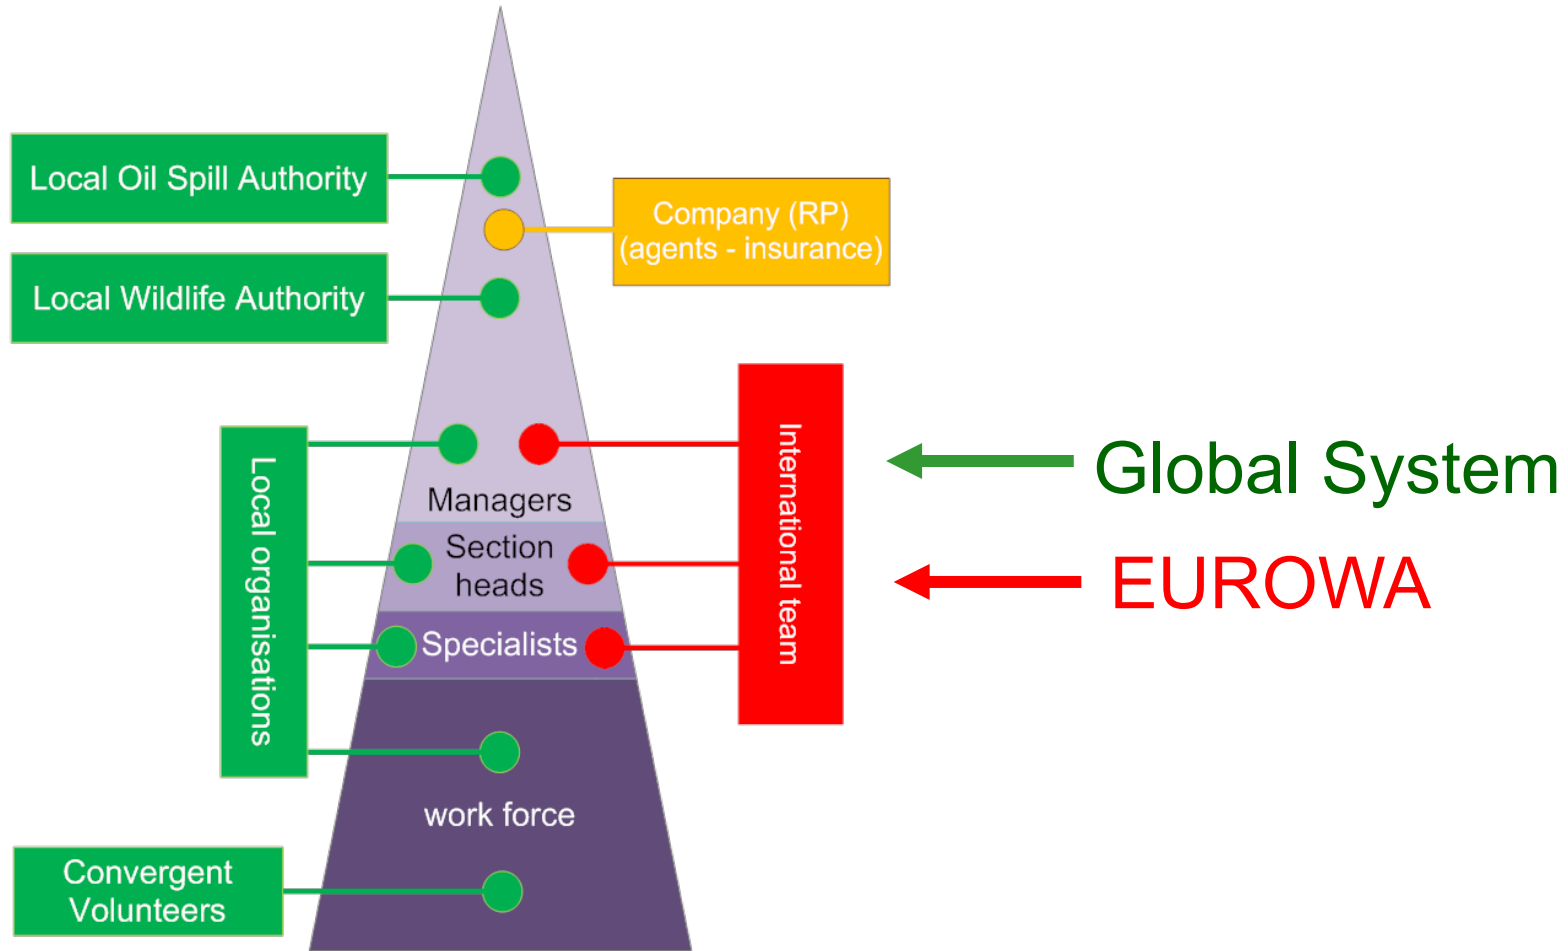 Local Oil Spill Authority
Company (RP)
(agents - insurance)
Local Wildlife Authority
Local organisations
International team
Global System
Managers
EUROWA
Section
heads
Specialists
work force
Convergent
Volunteers